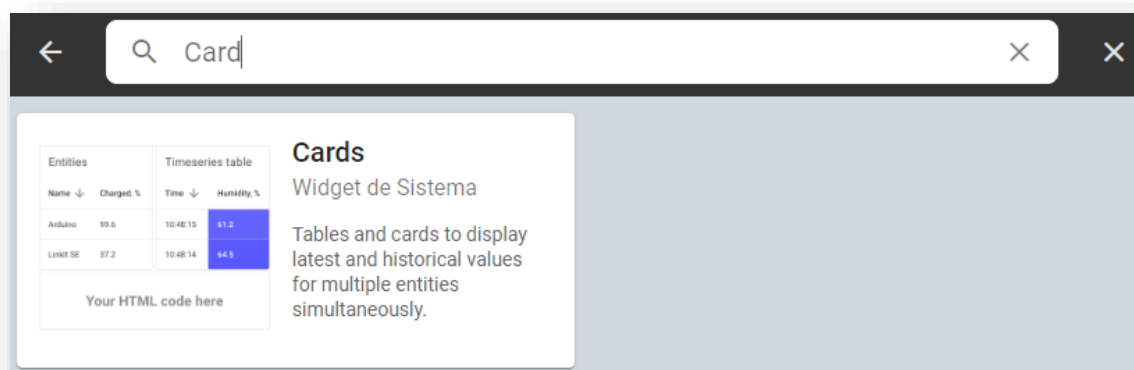 Card
Entities
Name Charged, %
Arduino 99.6
Linkit SE 37.2
Timeseries table
Time Humidity, %
10:48:15 61.2
10:48:14 64.5
Your HTML code here
Cards
Widget de Sistema
Tables and cards to display
latest and historical values
for multiple entities
simultaneously.